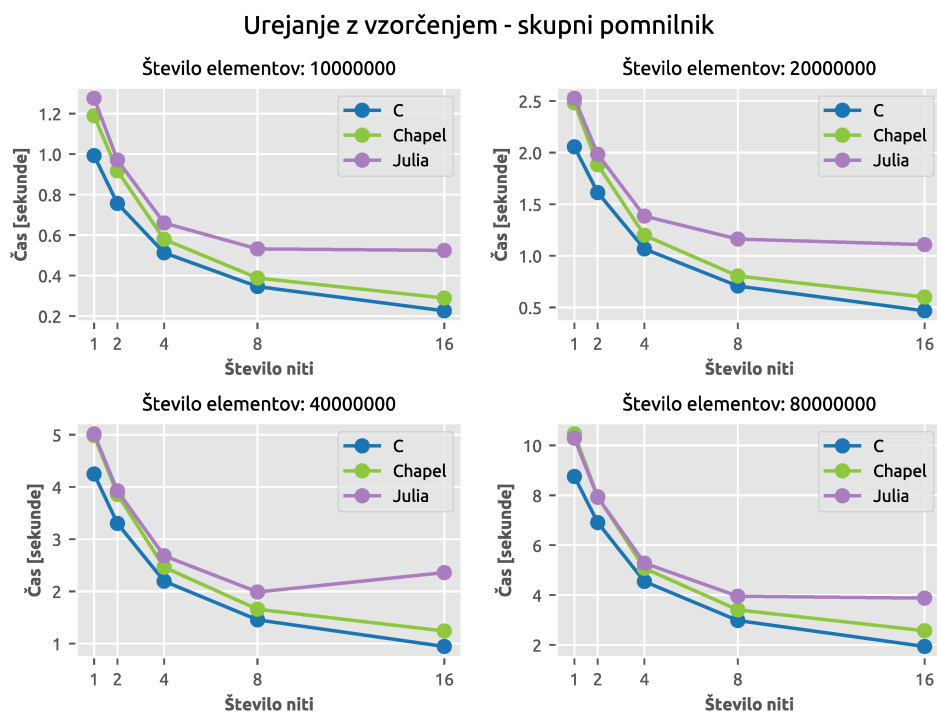 Urejanje z vzorčenjem - skupni pomnilnik
Število elementov: 10000000
Čas [sekunde]
1.2
1.0
0.8
0.6
0.4
0.2
C
Chapel
Julia
1 2 4 8 16
Število niti
Število elementov: 20000000
Čas [sekunde]
2.5
2.0
1.5
1.0
0.5
C
Chapel
Julia
1 2 4 8 16
Število niti
Število elementov: 40000000
Čas [sekunde]
5
4
3
2
1
C
Chapel
Julia
1 2 4 8 16
Število niti
Število elementov: 80000000
Čas [sekunde]
10
8
6
4
2
C
Chapel
Julia
1 2 4 8 16
Število niti